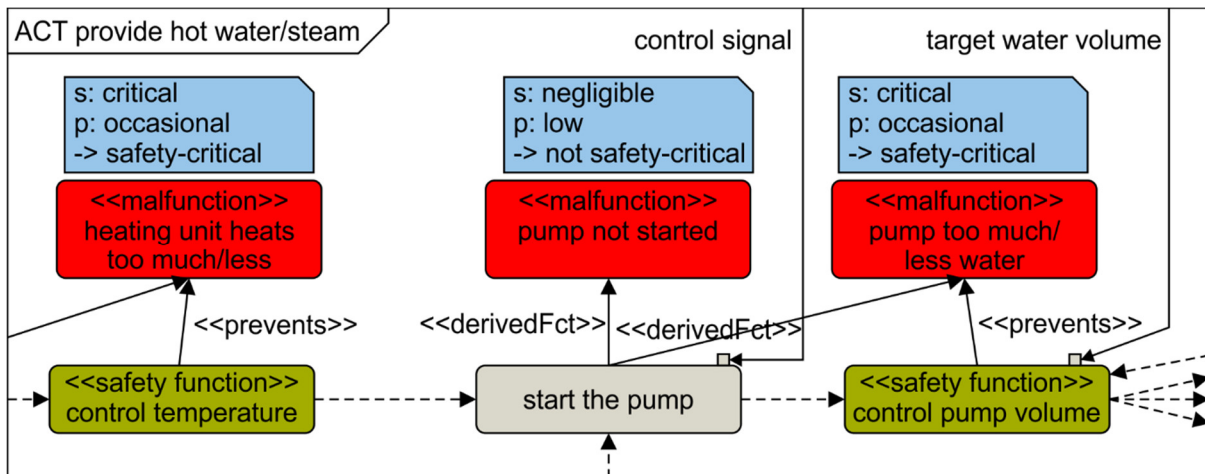 ACT provide hot water/steam
control signal
target water volume
s: critical
p: occasional
-> safety-critical
s: negligible
p: low
-> not safety-critical
s: critical
p: occasional
-> safety-critical
<<malfunction>>
heating unit heats
too much/less
<<malfunction>>
pump not started
<<malfunction>>
pump too much/
less water
<<prevents>>
<<derivedFct>>
<<derivedFct>>
<<prevents>>
<<safety function>>
control temperature
start the pump
<<safety function>>
control pump volume